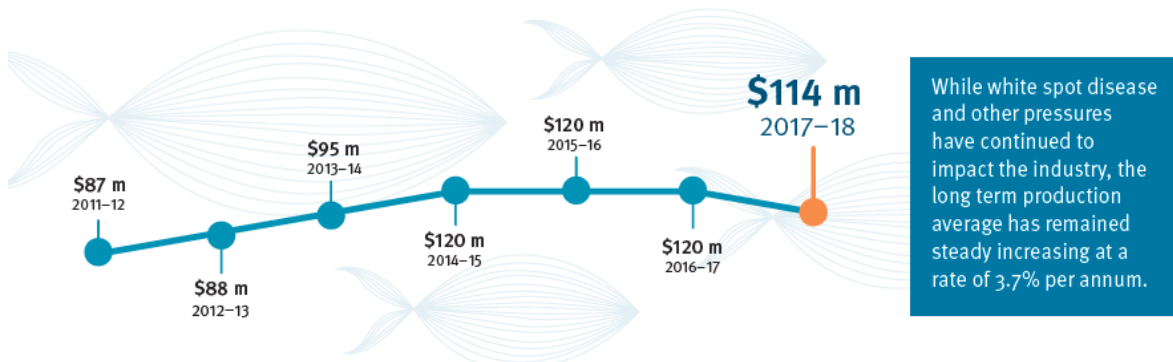 $87 m
2011–12
$88 m
2012–13
$95 m
2013–14
$120 m
2014–15
$120 m
2015–16
$120 m
2016–17
$114 m
2017–18
While white spot disease
and other pressures
have continued to
impact the industry, the
long term production
average has remained
steady increasing at a
rate of 3.7% per annum.